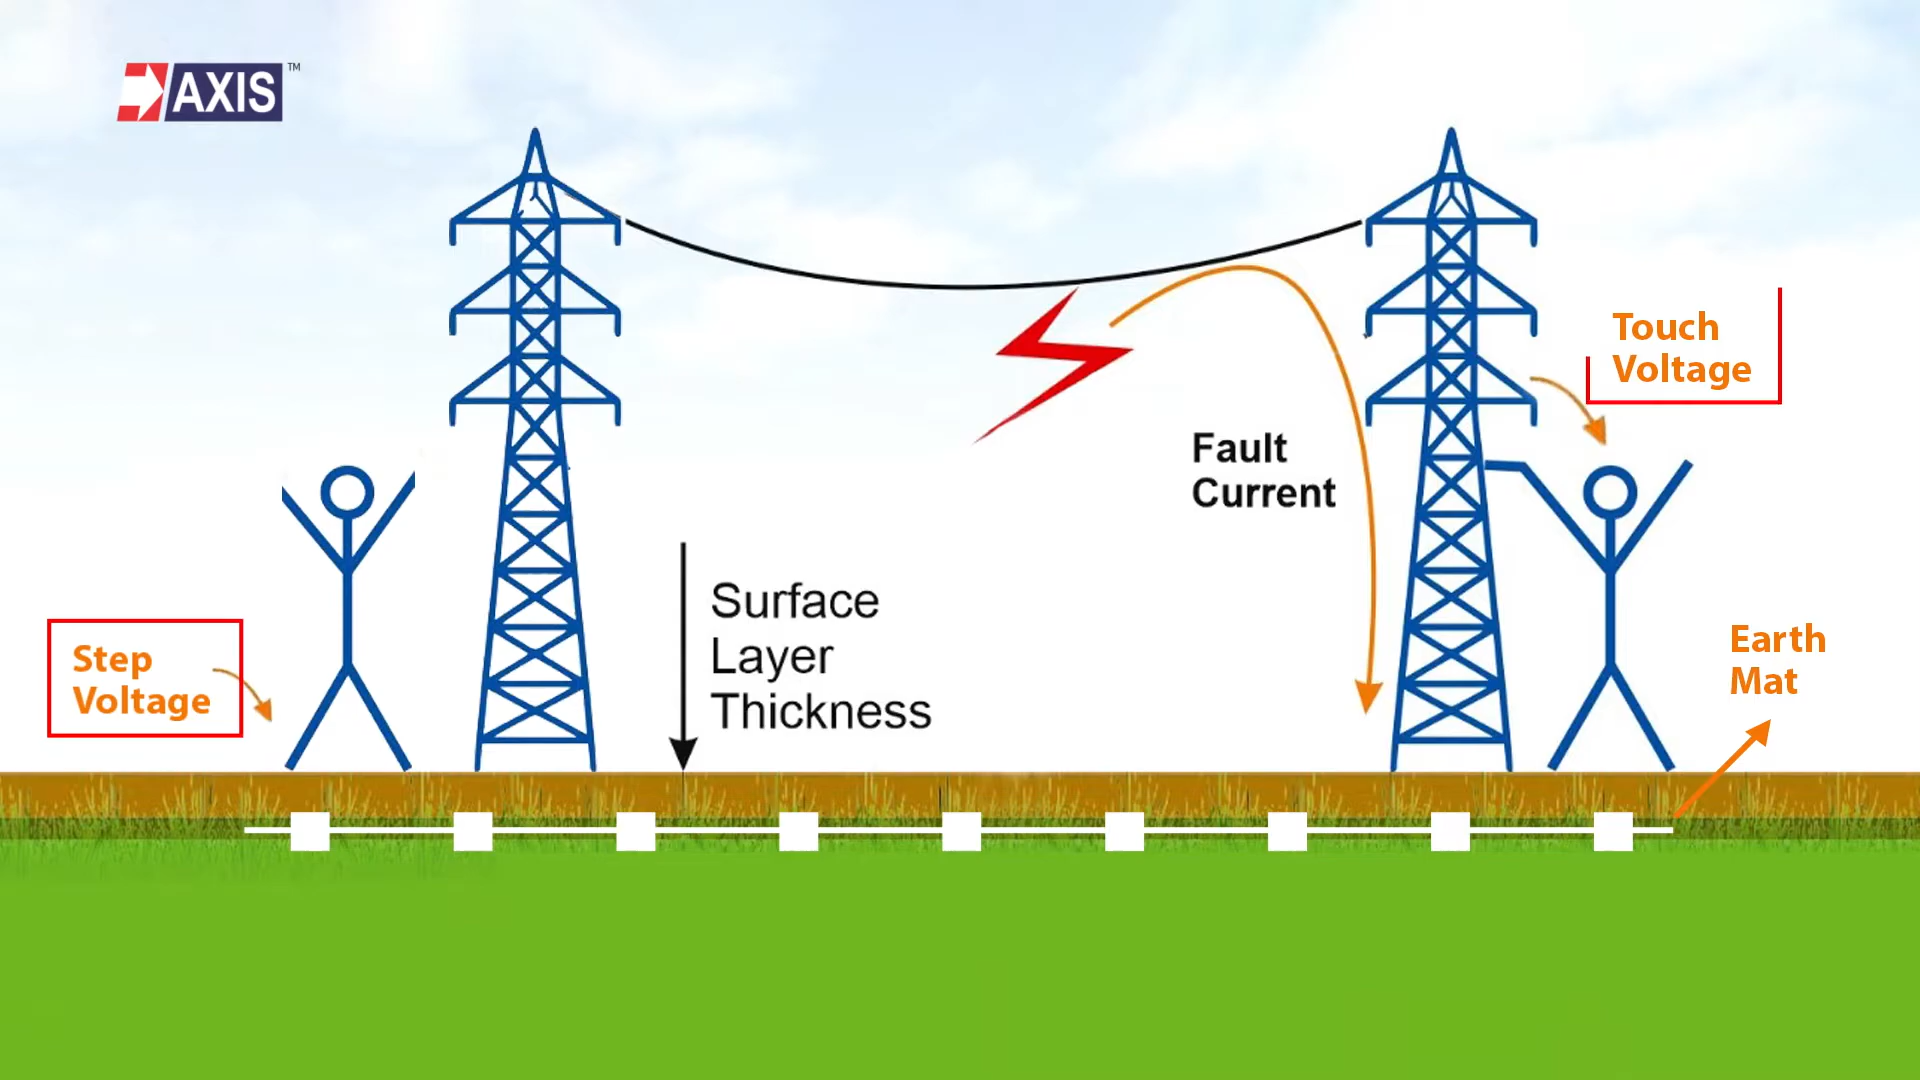 AXIS™
Touch
Voltage
Fault
Current
Surface
Layer
Thickness
Step
Voltage
Earth
Mat